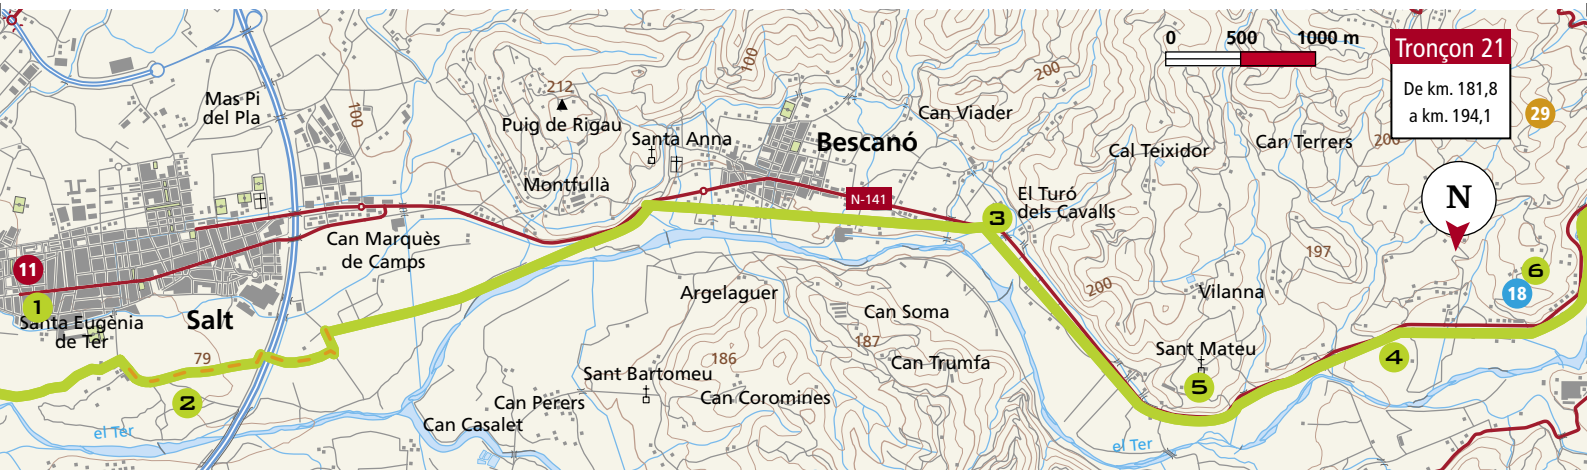 0 500 1000 m
Tronçon 21
De km. 181,8
a km. 194,1
29
100
200
212
Puig de Rigau
Mas Pi
del Pla
100
Santa Anna
Bescanó
Can Viader
Cal Teixidor
Can Terrers
200
Montfullà
N-141
El Turó
dels Cavalls
3
N
Can Marquès
de Camps
197
11
1
Santa Eugènia
de Ter
Salt
Argelaguer
200
Vilanna
18
6
Can Soma
187
79
186
Can Trumfa
Sant Mateu
4
Sant Bartomeu
5
2
Can Perers
Can Coromines
Can Casalet
el Ter
el Ter